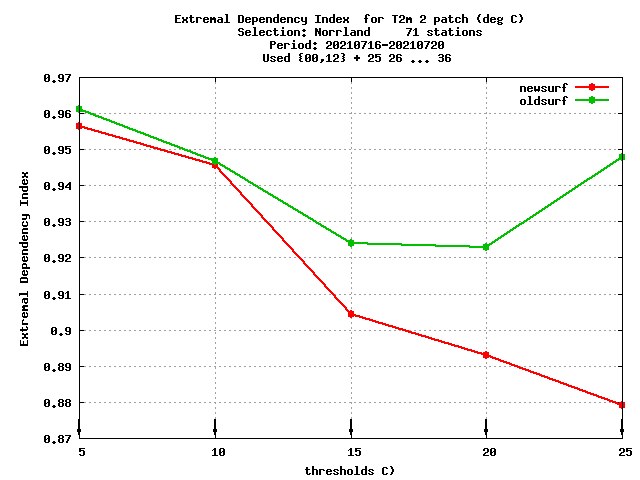 Extremal Dependency Index  for T2m 2 patch (deg C)
Selection: Norrland     71 stations
Period: 20210716-20210720
Used {00,12} + 25 26 ... 36
newsurf
oldsurf
Extremal Dependency Index
0.97
0.96
0.95
0.94
0.93
0.92
0.91
0.9
0.89
0.88
0.87
5 10 15 20 25
thresholds C)